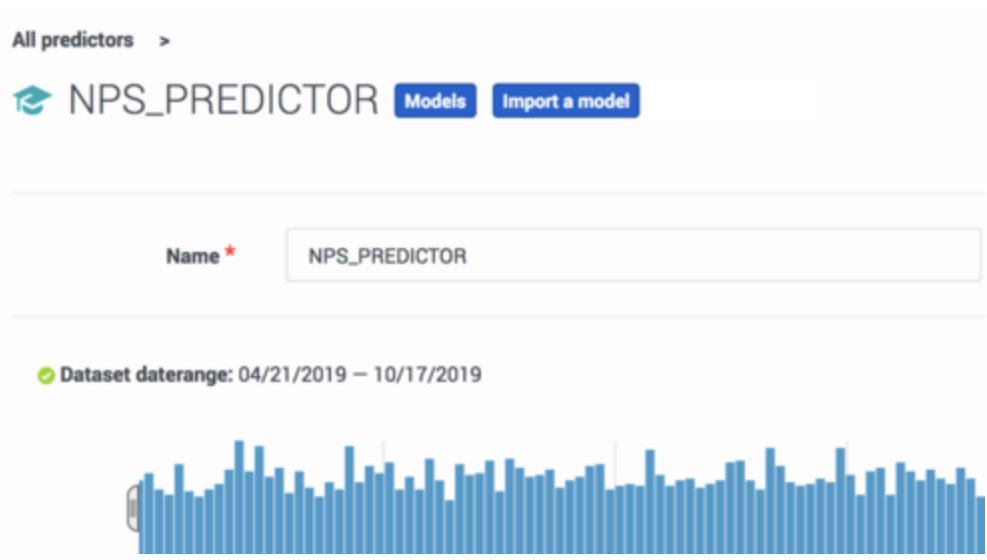 All predictors >
NPS_PREDICTOR Models Import a model
Name * NPS_PREDICTOR
Dataset daterange: 04/21/2019 — 10/17/2019